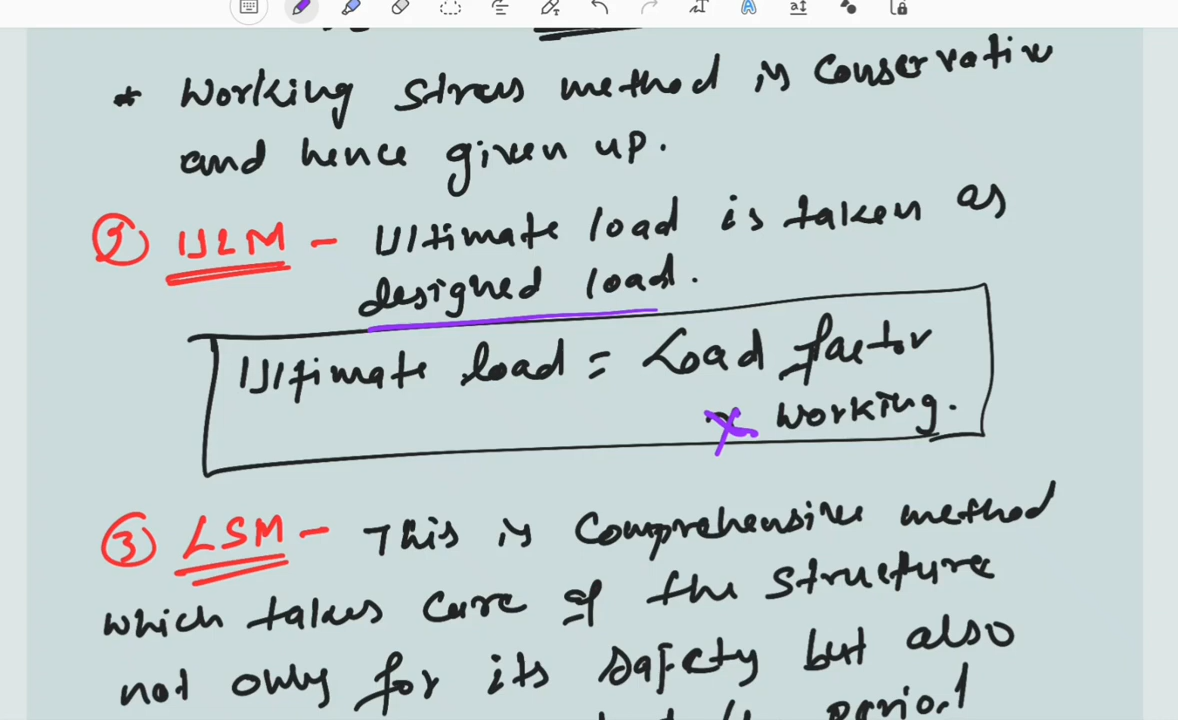 * Working stress method is conservative
and hence given up.
② ULM - Ultimate load is taken as
designed load.
Ultimate load = Load factor
x working.
③ LSM - This is comprehensive method
which takes care of the structure
not only for its safety but also
period